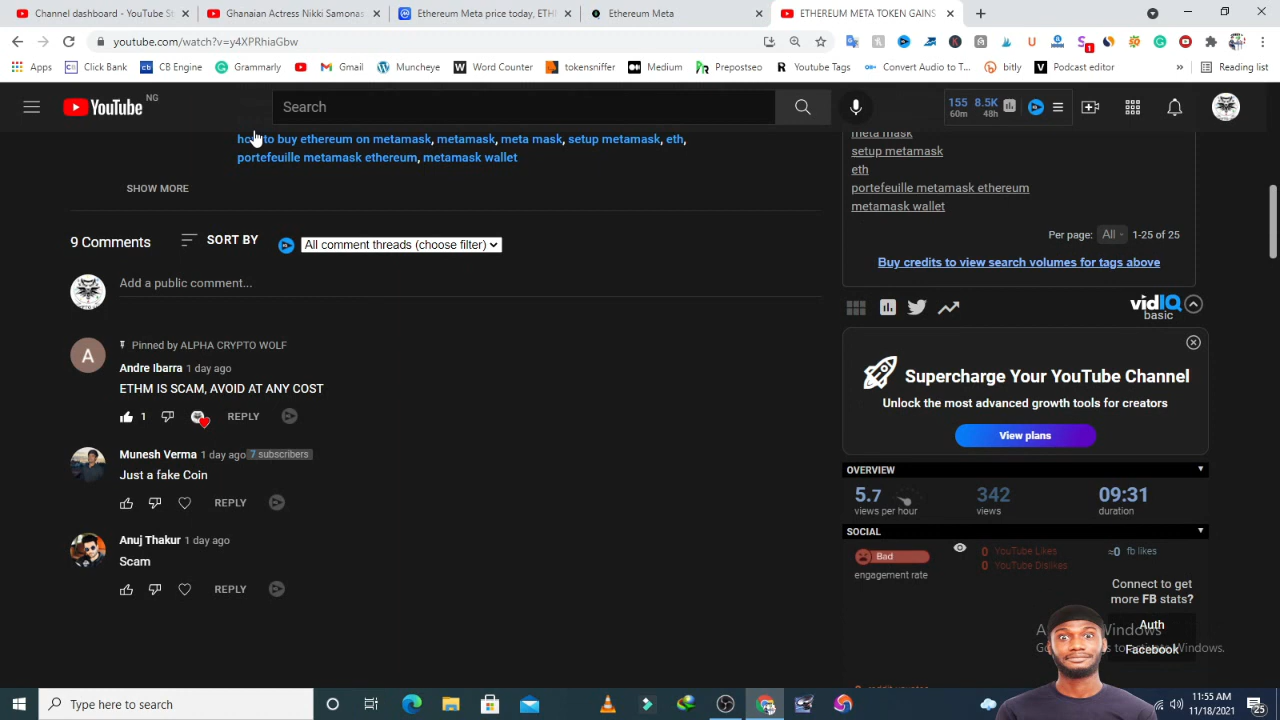 Channel dashboard - YouTube St
Ghanaian Actress Nikki Samonas
Ethereum Meta price today, ETH
Ethereum Meta
ETHEREUM META TOKEN GAINS
youtube.com/watch?v=y4XPRhiaGbw
Apps
Click Bank
CB Engine
Grammarly
Gmail
Muncheye
Word Counter
tokensniffer
Medium
Prepostseo
Youtube Tags
Convert Audio to T...
bitly
Podcast editor
»
Reading list
YouTube NG
Search
155
60m
8.5K
48h
how to buy ethereum on metamask, metamask, meta mask, setup metamask, eth,
portefeuille metamask ethereum, metamask wallet
SHOW MORE
9 Comments
SORT BY
All comment threads (choose filter)
Add a public comment...
A
Pinned by ALPHA CRYPTO WOLF
Andre Ibarra 1 day ago
ETHM IS SCAM, AVOID AT ANY COST
1
REPLY
Munesh Verma 1 day ago 7 subscribers
Just a fake Coin
REPLY
Anuj Thakur 1 day ago
Scam
REPLY
meta mask
setup metamask
eth
portefeuille metamask ethereum
metamask wallet
Per page: All 1-25 of 25
Buy credits to view search volumes for tags above
vidIQ
basic
Supercharge Your YouTube Channel
Unlock the most advanced growth tools for creators
View plans
OVERVIEW
5.7
views per hour
342
views
09:31
duration
SOCIAL
Bad
engagement rate
0 YouTube Likes
0 YouTube Dislikes
≈0 fb likes
Connect to get
more FB stats?
Auth
Facebook
Windows
Windows.
Type here to search
11:55 AM
11/18/2021
25